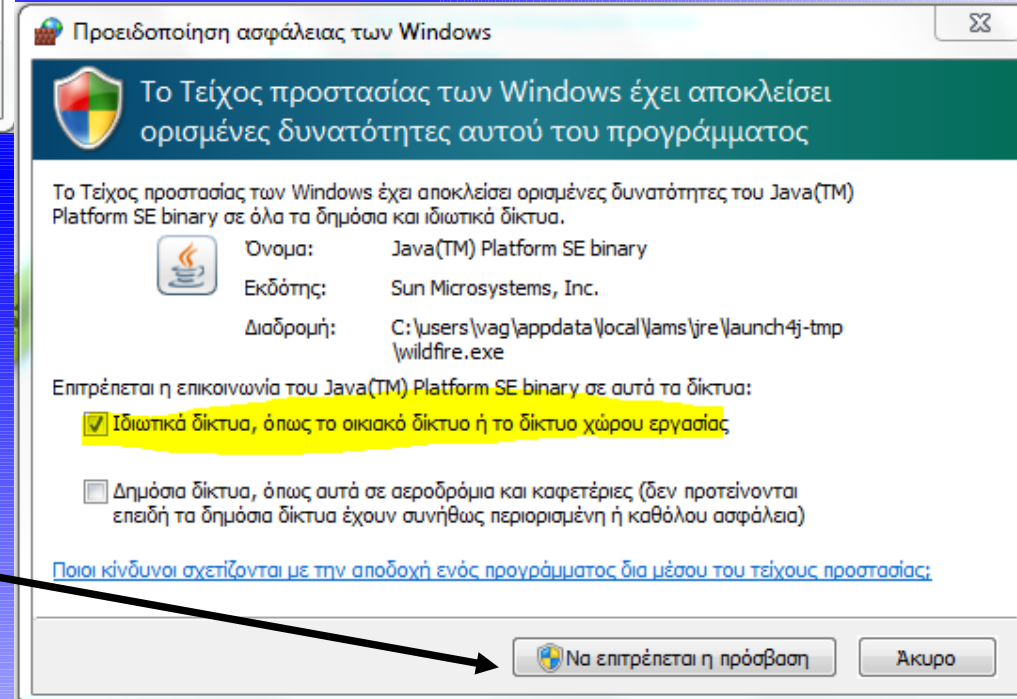 Προειδοποίηση ασφάλειας των Windows
Το Τείχος προστασίας των Windows έχει αποκλείσει
ορισμένες δυνατότητες αυτού του προγράμματος
Το Τείχος προστασίας των Windows έχει αποκλείσει ορισμένες δυνατότητες του Java(TM)
Platform SE binary σε όλα τα δημόσια και ιδιωτικά δίκτυα.
Όνομα: Java(TM) Platform SE binary
Εκδότης: Sun Microsystems, Inc.
Διαδρομή: C:\users\vag\appdata\local\lams\jre\launch4j-tmp
\wildfire.exe
Επιτρέπεται η επικοινωνία του Java(TM) Platform SE binary σε αυτά τα δίκτυα:
Ιδιωτικά δίκτυα, όπως το οικιακό δίκτυο ή το δίκτυο χώρου εργασίας
Δημόσια δίκτυα, όπως αυτά σε αεροδρόμια και καφετέριες (δεν προτείνονται
επειδή τα δημόσια δίκτυα έχουν συνήθως περιορισμένη ή καθόλου ασφάλεια)
Ποιοι κίνδυνοι σχετίζονται με την αποδοχή ενός προγράμματος δια μέσου του τείχους προστασίας;
Να επιτρέπεται η πρόσβαση
Άκυρο